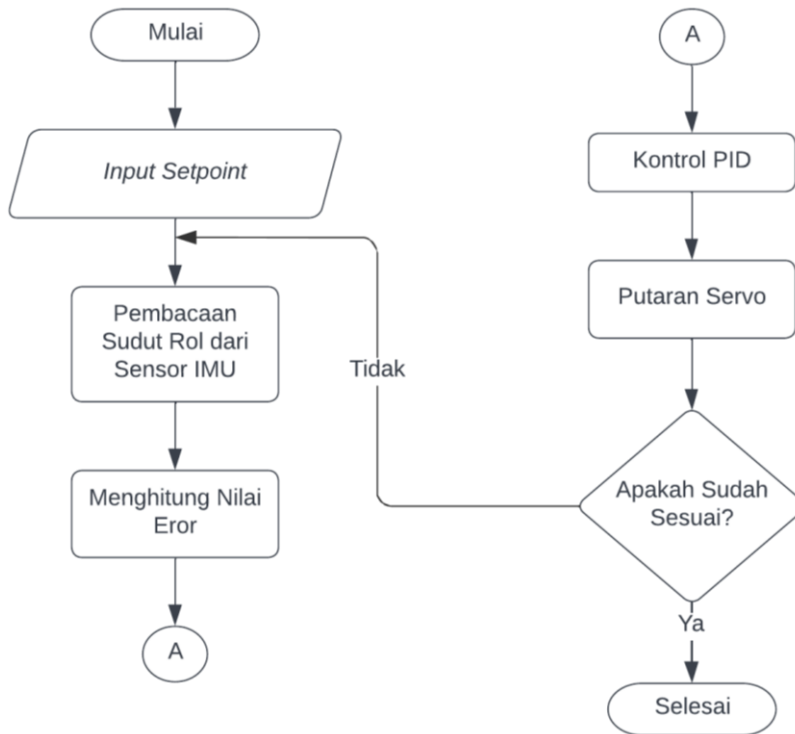 Mulai
Input Setpoint
Pembacaan
Sudut Rol dari
Sensor IMU
Menghitung Nilai
Eror
A
A
Kontrol PID
Putaran Servo
Apakah Sudah
Sesuai?
Tidak
Ya
Selesai